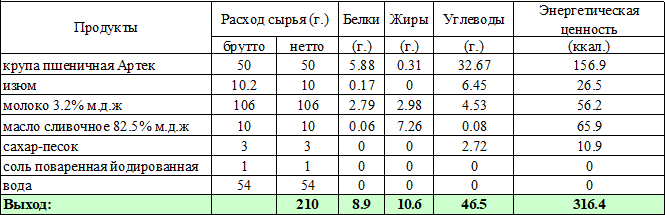 Продукты Расход сырья (г.) Белки Жиры Углеводы Энергетическая ценность
брутто нетто (г.) (г.) (г.) (ккал.)
крупа пшеничная Артек 50 50 5.88 0.31 32.67 156.9
изюм 10.2 10 0.17 0 6.45 26.5
молоко 3.2% м.д.ж 106 106 2.79 2.98 4.53 56.2
масло сливочное 82.5% м.д.ж 10 10 0.06 7.26 0.08 65.9
сахар-песок 3 3 0 0 2.72 10.9
соль поваренная йодированная 1 1 0 0 0 0
вода 54 54 0 0 0 0
Выход: 210 8.9 10.6 46.5 316.4